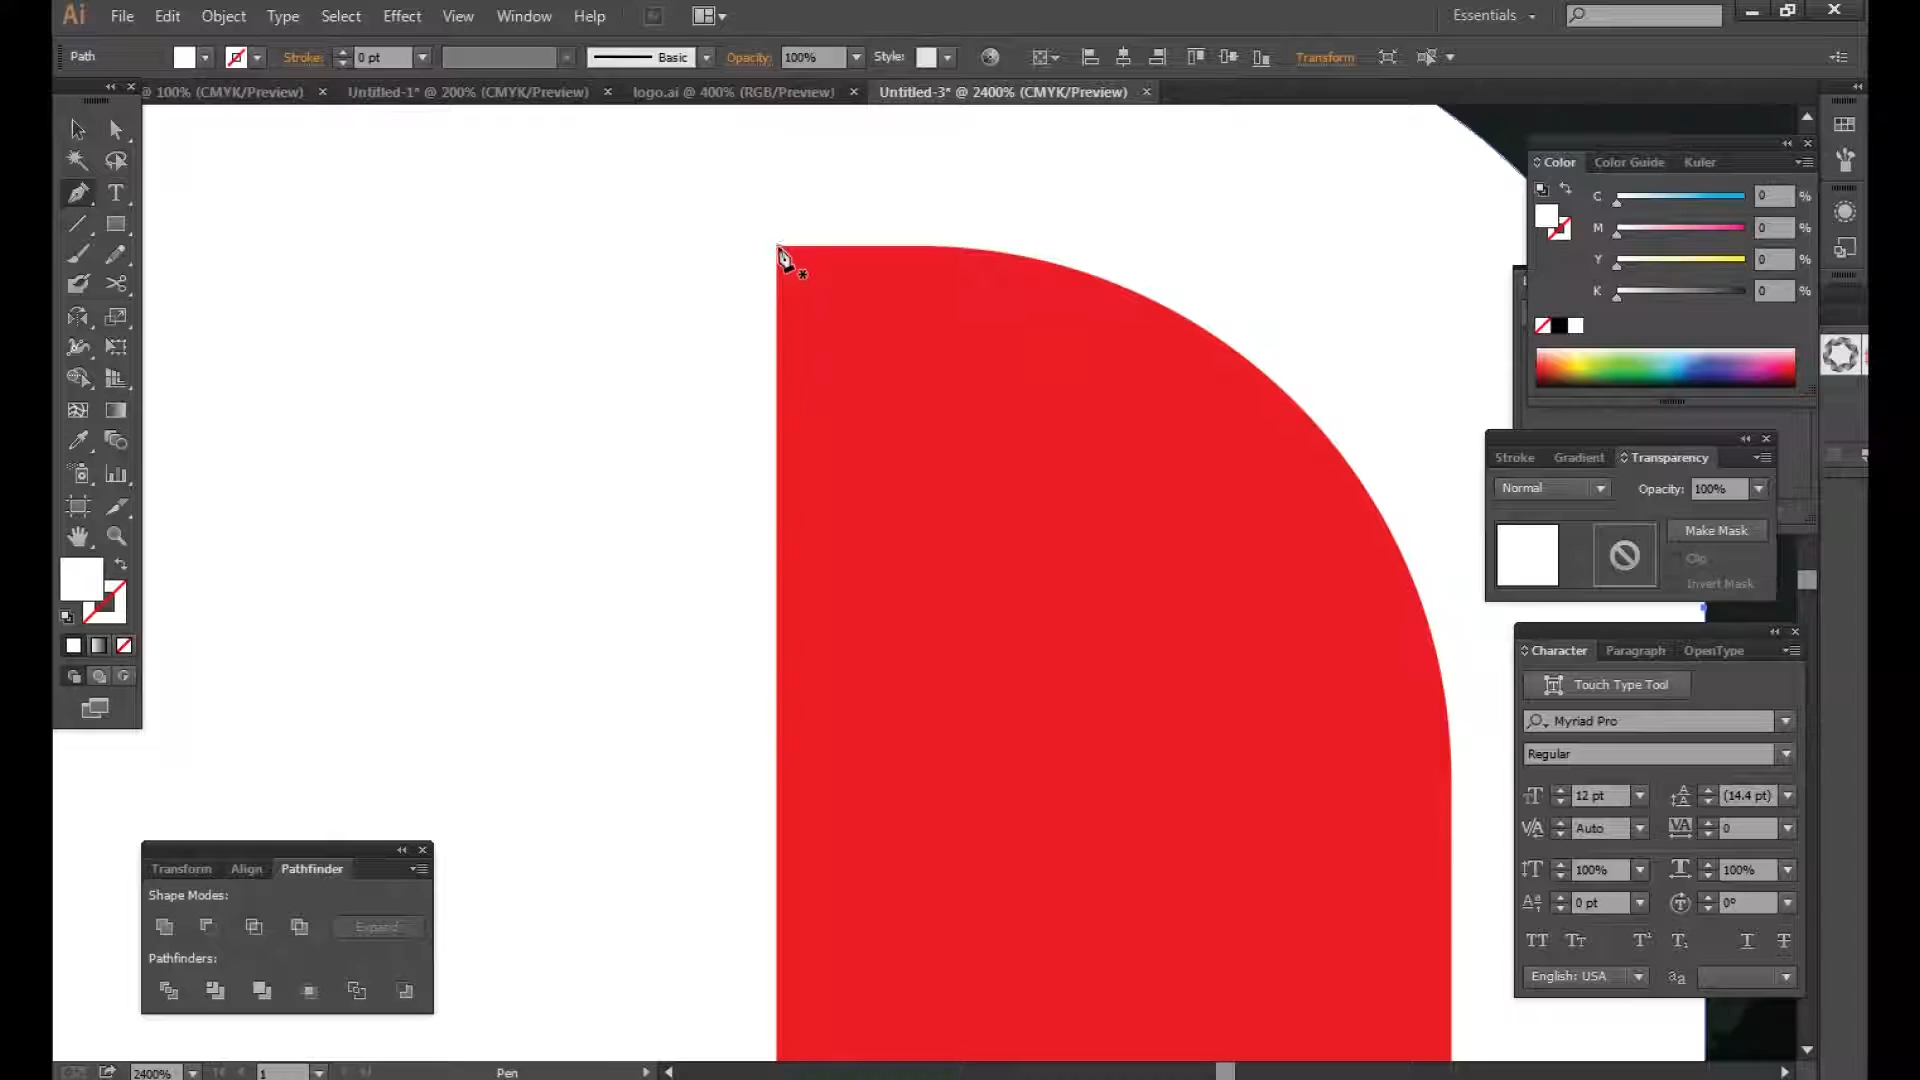 Ai File Edit Object Type Select Effect View Window Help Essentials
Path Stroke: 0 pt Basic Opacity: 100% Style: Transform
@ 100% (CMYK/Preview) × Untitled-1* @ 200% (CMYK/Preview) × logo.ai @ 400% (RGB/Preview) × Untitled-3* @ 2400% (CMYK/Preview) ×
Color Color Guide Kuler
C 0 %
M 0 %
Y 0 %
K 0 %
Stroke Gradient Transparency
Normal Opacity: 100%
Make Mask
Clip
Invert Mask
Character Paragraph OpenType
Touch Type Tool
Myriad Pro
Regular
12 pt (14.4 pt)
Auto 0
100% 100%
0 pt 0°
English: USA
Transform Align Pathfinder
Shape Modes:
Expand
Pathfinders:
2400% 1 Pen